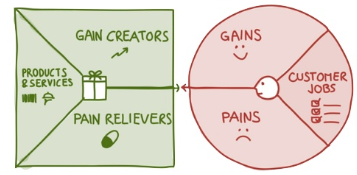 GAIN CREATORS
PRODUCTS
& SERVICES
PAIN RELIEVERS
GAINS
CUSTOMER
JOBS
PAINS